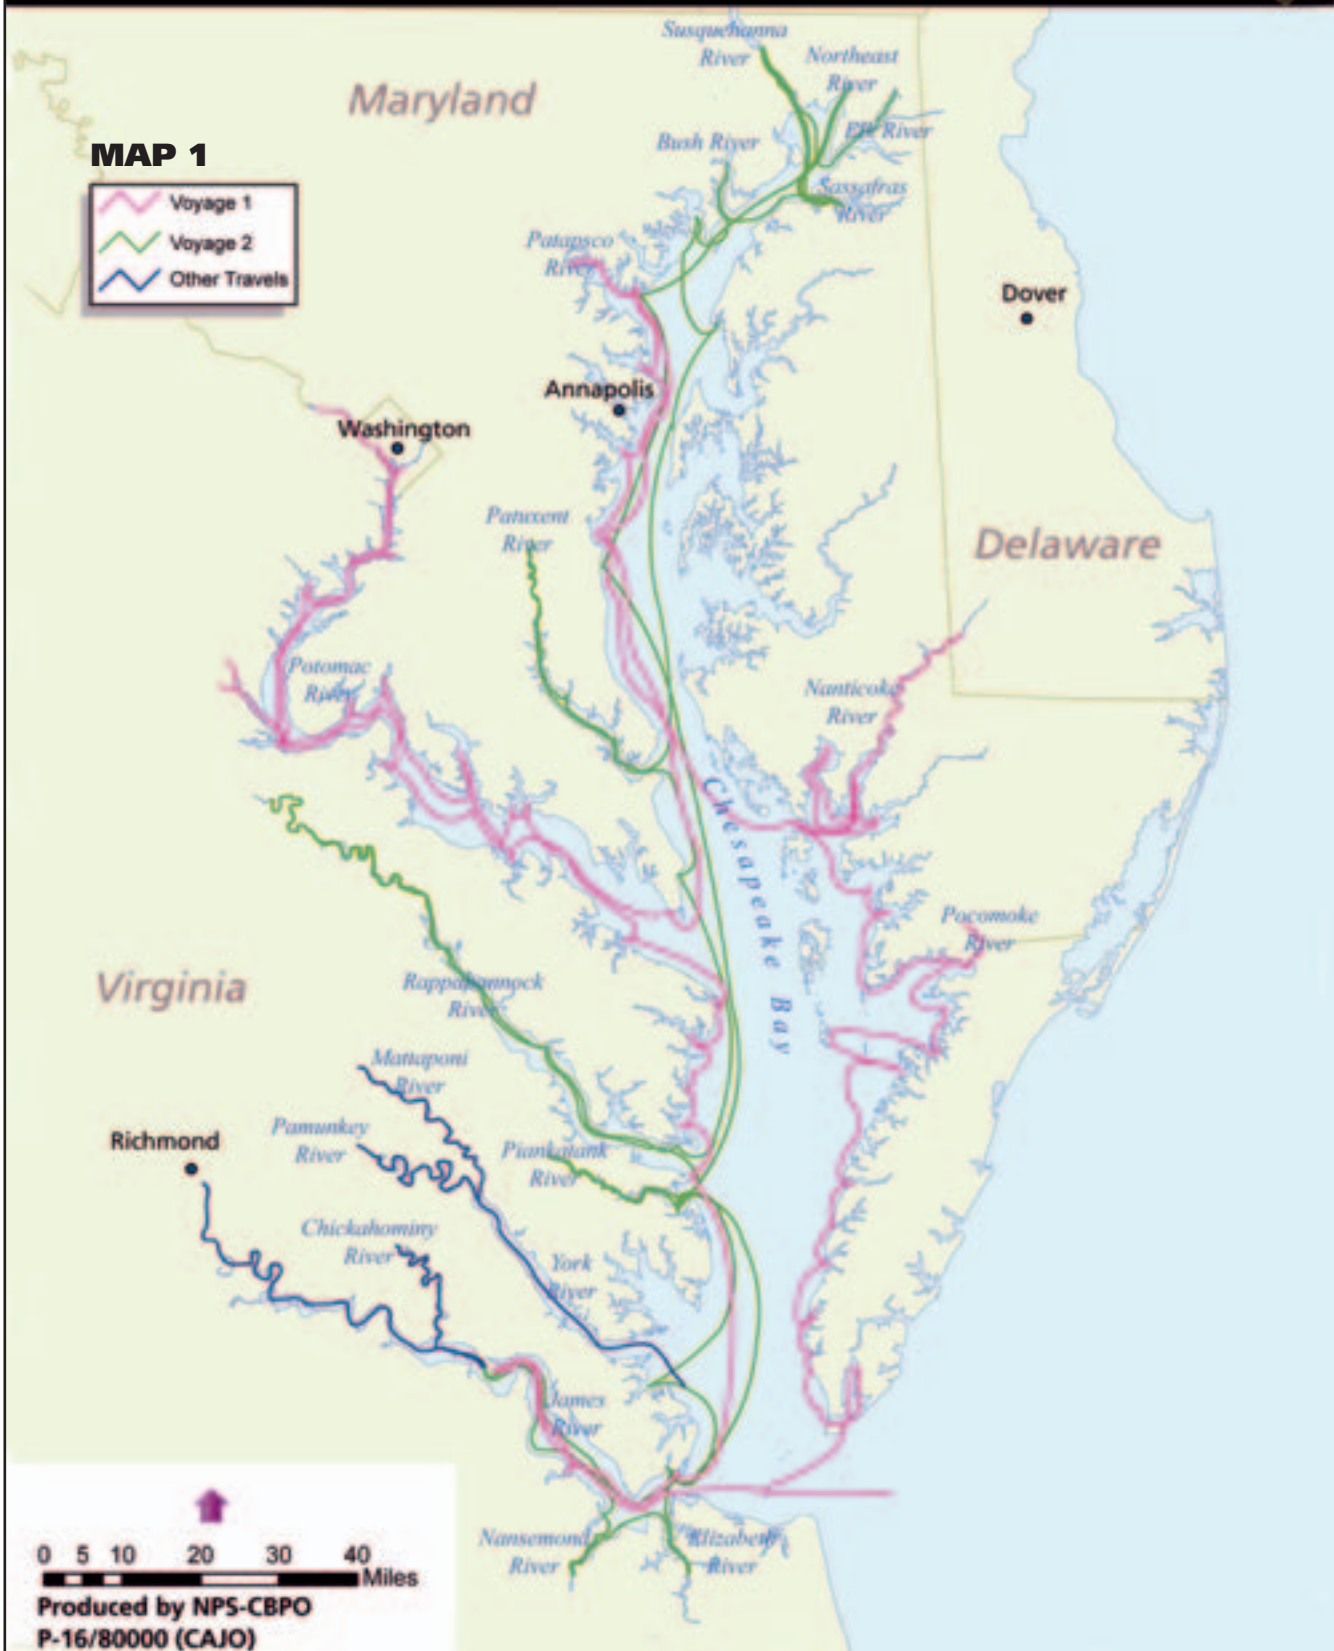 Susquehanna
River
Northeast
River
Maryland
Elk River
Bush River
MAP 1
Voyage 1
Voyage 2
Other Travels
Sassafras
River
Patapsco
River
Dover
Annapolis
Washington
Patuxent
River
Delaware
Potomac
River
Nanticoke
River
Chesapeake Bay
Pocomoke
River
Virginia
Rappahannock
River
Mattaponi
River
Pamunkey
River
Richmond
Piankatank
River
Chickahominy
River
York
River
James
River
Nansemond
River
Elizabeth
River
0 5 10 20 30 40
Miles
Produced by NPS-CBPO
P-16/80000 (CAJO)